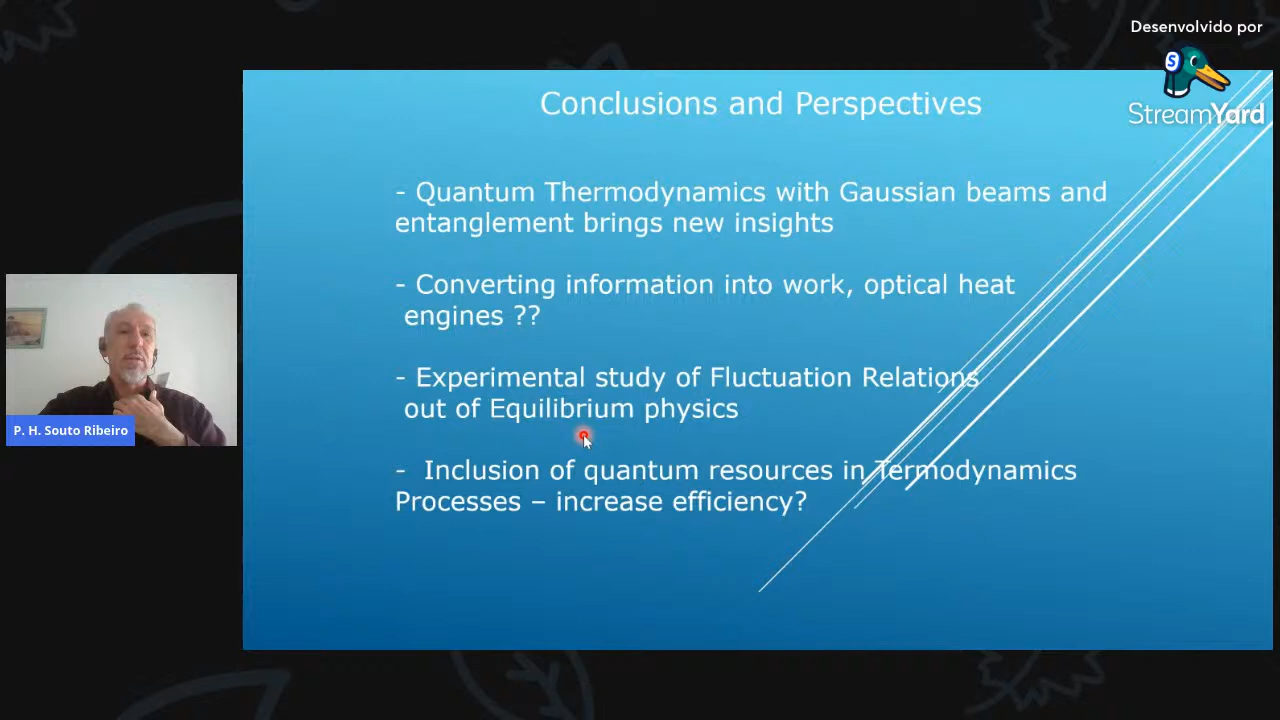 Desenvolvido por
StreamYard
Conclusions and Perspectives
- Quantum Thermodynamics with Gaussian beams and
entanglement brings new insights
- Converting information into work, optical heat
engines ??
- Experimental study of Fluctuation Relations
out of Equilibrium physics
- Inclusion of quantum resources in Termodynamics
Processes – increase efficiency?
P. H. Souto Ribeiro